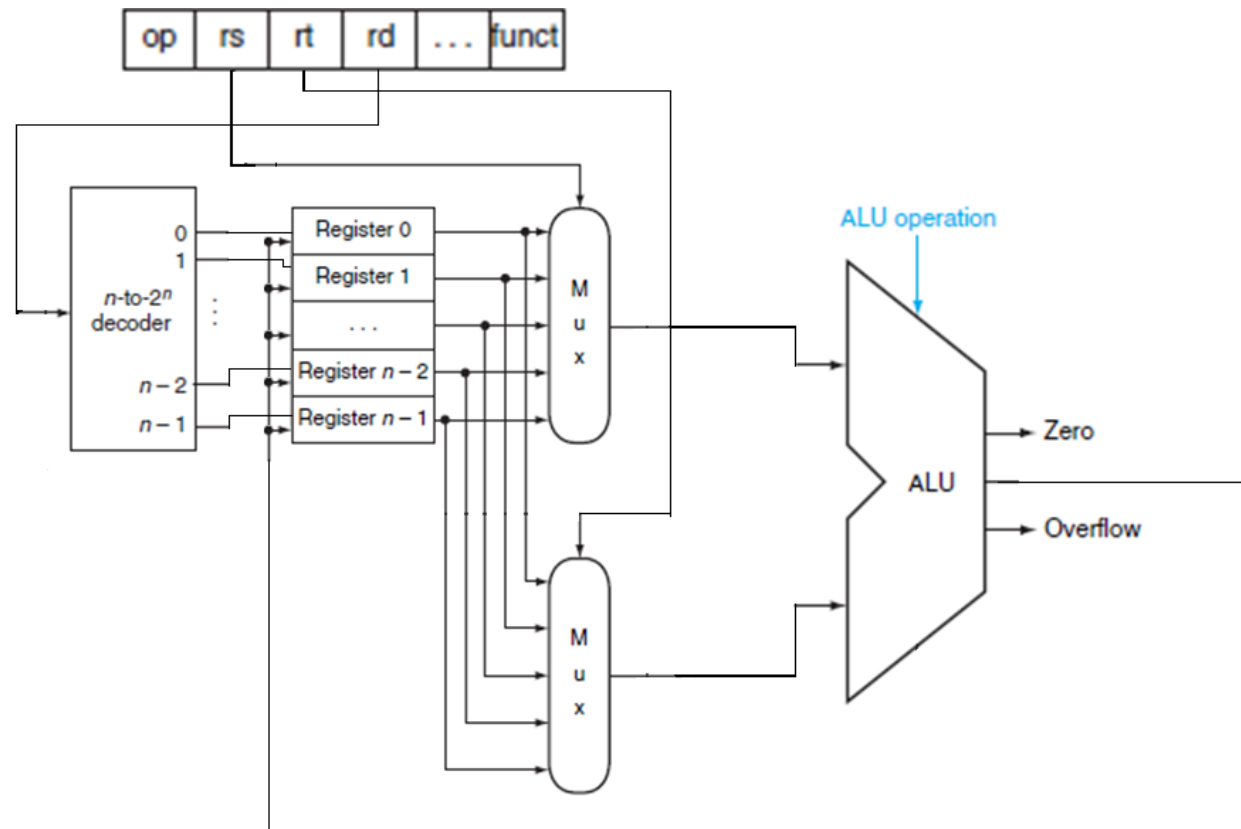 op rs rt rd ... funct
ALU operation
0
1
n-to-2ⁿ
decoder
⋮
n – 2
n – 1
Register 0
Register 1
...
Register n – 2
Register n – 1
M
u
x
M
u
x
ALU
Zero
Overflow